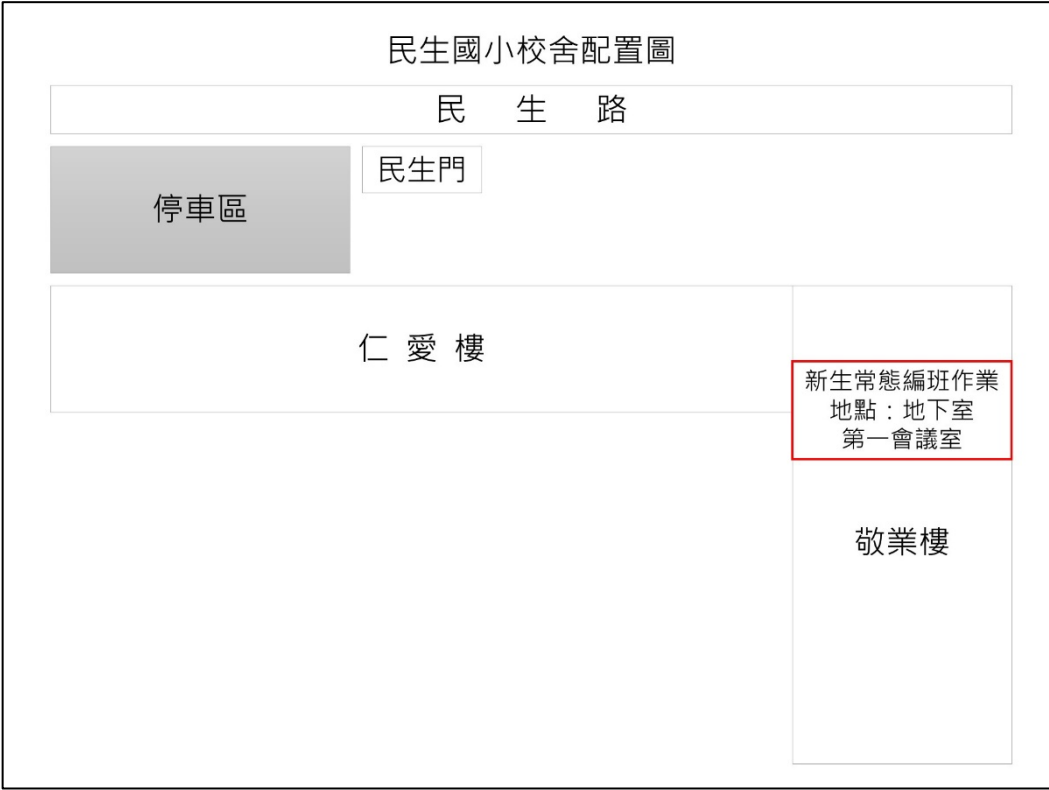 民生國小校舍配置圖
民 生 路
民生門
停車區
仁 愛 樓
新生常態編班作業
地點：地下室
第一會議室
敬業樓